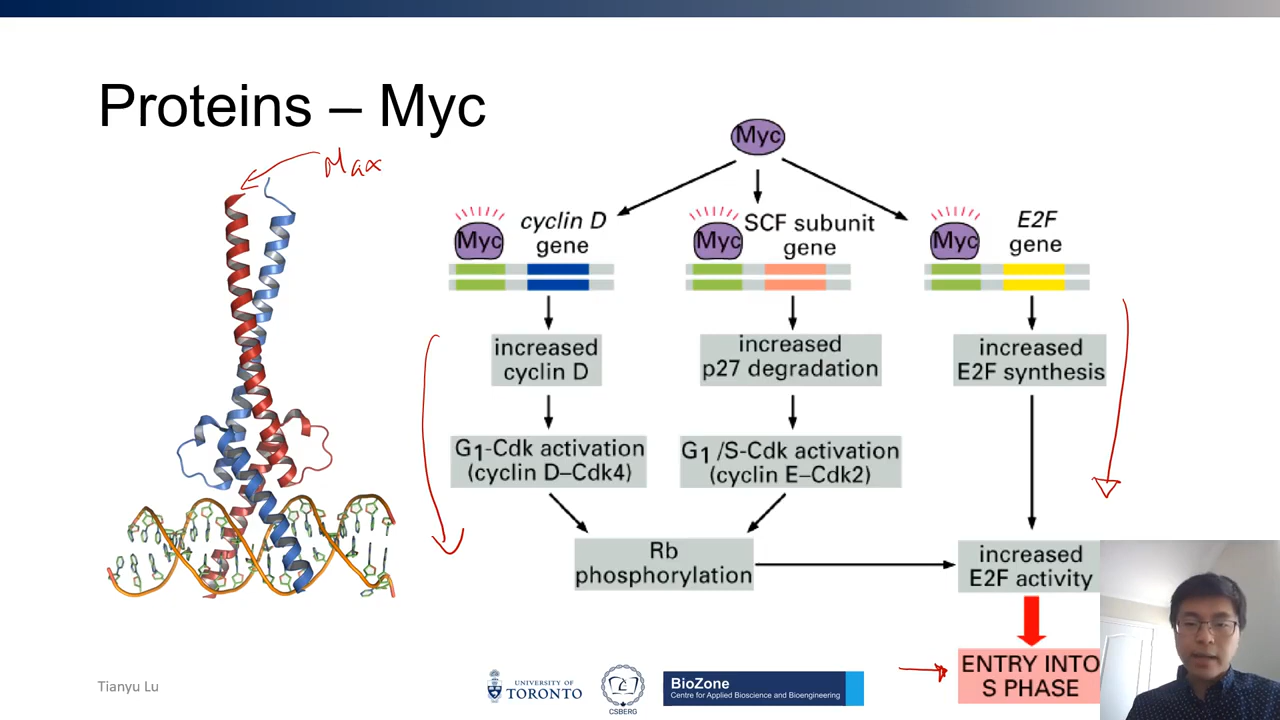 Proteins – Myc
Max
Myc
Myc
cyclin D
gene
Myc
SCF subunit
gene
Myc
E2F
gene
increased
cyclin D
increased
p27 degradation
increased
E2F synthesis
G1-Cdk activation
(cyclin D–Cdk4)
G1/S-Cdk activation
(cyclin E–Cdk2)
Rb
phosphorylation
increased
E2F activity
ENTRY INTO
S PHASE
Tianyu Lu
UNIVERSITY OF
TORONTO
CSBERG
BioZone
Centre for Applied Bioscience and Bioengineering